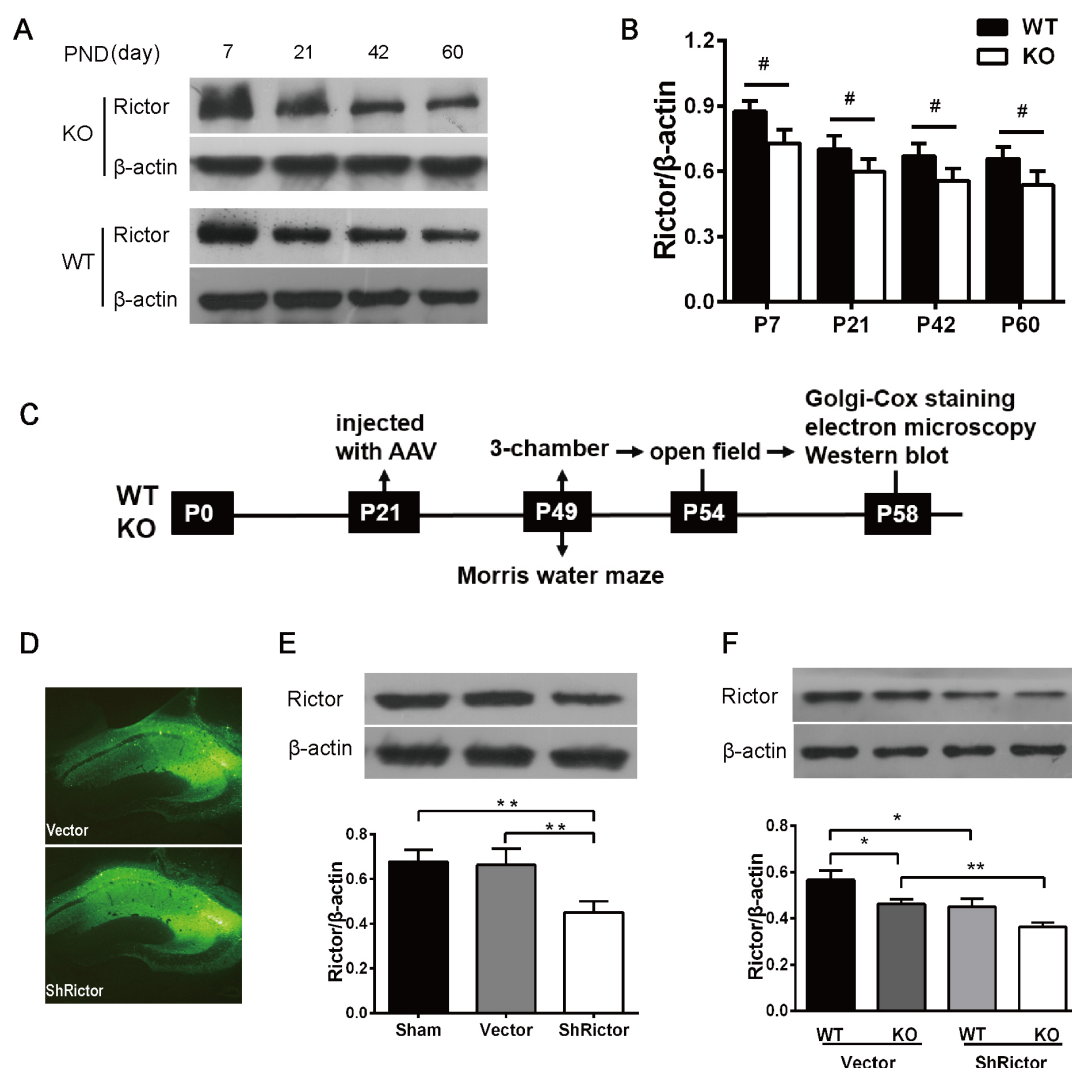 A
PND(day) 7 21 42 60
KO
Rictor
β-actin
WT
Rictor
β-actin
B
WT
KO
Rictor/β-actin
1.2
0.9
0.6
0.3
0.0
# # # #
P7 P21 P42 P60
C
WT
KO
P0 P21 P49 P54 P58
injected
with AAV
3-chamber
open field
Golgi-Cox staining
electron microscopy
Western blot
Morris water maze
D
Vector
ShRictor
E
Rictor
β-actin
**
**
Rictor/β-actin
0.8
0.6
0.4
0.2
0.0
Sham Vector ShRictor
F
Rictor
β-actin
*
*
**
Rictor/β-actin
0.8
0.6
0.4
0.2
0.0
WT KO WT KO
Vector ShRictor